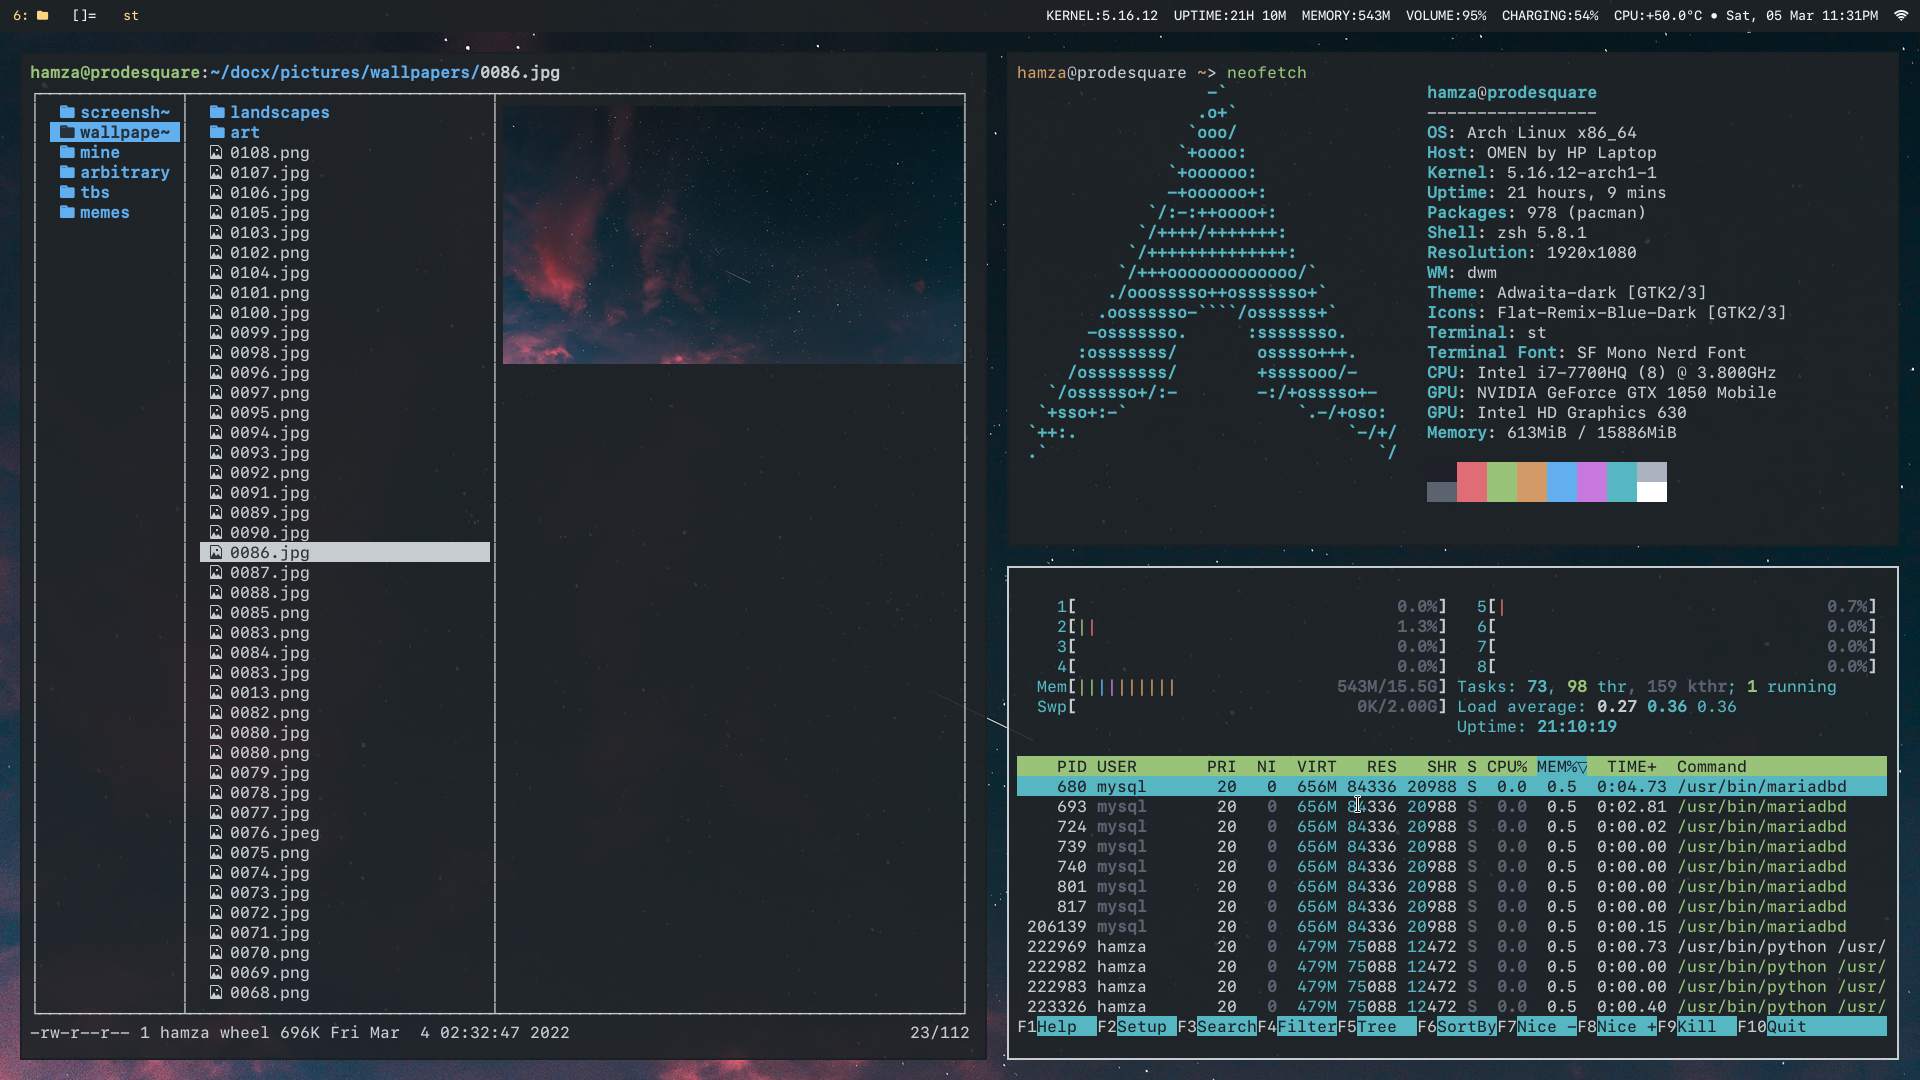 6: []= st KERNEL:5.16.12 UPTIME:21H 10M MEMORY:543M VOLUME:95% CHARGING:54% CPU:+50.0°C • Sat, 05 Mar 11:31PM
hamza@prodesquare:~/docx/pictures/wallpapers/0086.jpg
screensh~
wallpape~
mine
arbitrary
tbs
memes
landscapes
art
0108.png
0107.jpg
0106.jpg
0105.jpg
0103.jpg
0102.png
0104.jpg
0101.png
0100.jpg
0099.jpg
0098.jpg
0096.jpg
0097.png
0095.png
0094.jpg
0093.jpg
0092.png
0091.jpg
0089.jpg
0090.jpg
0086.jpg
0087.jpg
0088.jpg
0085.png
0083.png
0084.jpg
0083.jpg
0013.png
0082.png
0080.jpg
0080.png
0079.jpg
0078.jpg
0077.jpg
0076.jpeg
0075.png
0074.jpg
0073.jpg
0072.jpg
0071.jpg
0070.png
0069.png
0068.png
-rw-r--r-- 1 hamza wheel 696K Fri Mar  4 02:32:47 2022 23/112
hamza@prodesquare ~> neofetch
-`
.o+`
`ooo/
`+oooo:
`+oooooo:
-+oooooo+:
`/:-:++oooo+:
`/++++/+++++++:
`/++++++++++++++:
`/+++ooooooooooooo/`
./ooosssso++osssssso+`
.oossssso-````/ossssss+`
-osssssso.      :ssssssso.
:osssssss/        osssso+++.
/ossssssss/        +ssssooo/-
`/ossssso+/:-        -:/+osssso+-
`+sso+:-`                 `.-/+oso:
`++:.                           `-/+/
.`                                 `/
hamza@prodesquare
-----------------
OS: Arch Linux x86_64
Host: OMEN by HP Laptop
Kernel: 5.16.12-arch1-1
Uptime: 21 hours, 9 mins
Packages: 978 (pacman)
Shell: zsh 5.8.1
Resolution: 1920x1080
WM: dwm
Theme: Adwaita-dark [GTK2/3]
Icons: Flat-Remix-Blue-Dark [GTK2/3]
Terminal: st
Terminal Font: SF Mono Nerd Font
CPU: Intel i7-7700HQ (8) @ 3.800GHz
GPU: NVIDIA GeForce GTX 1050 Mobile
GPU: Intel HD Graphics 630
Memory: 613MiB / 15886MiB
1[ 0.0%] 5[| 0.7%]
2[|| 1.3%] 6[ 0.0%]
3[ 0.0%] 7[ 0.0%]
4[ 0.0%] 8[ 0.0%]
Mem[|||||||||| 543M/15.5G] Tasks: 73, 98 thr, 159 kthr; 1 running
Swp[ 0K/2.00G] Load average: 0.27 0.36 0.36
Uptime: 21:10:19
PID USER PRI NI VIRT RES SHR S CPU% MEM%▽ TIME+ Command
680 mysql 20 0 656M 84336 20988 S 0.0 0.5 0:04.73 /usr/bin/mariadbd
693 mysql 20 0 656M 84336 20988 S 0.0 0.5 0:02.81 /usr/bin/mariadbd
724 mysql 20 0 656M 84336 20988 S 0.0 0.5 0:00.02 /usr/bin/mariadbd
739 mysql 20 0 656M 84336 20988 S 0.0 0.5 0:00.00 /usr/bin/mariadbd
740 mysql 20 0 656M 84336 20988 S 0.0 0.5 0:00.00 /usr/bin/mariadbd
801 mysql 20 0 656M 84336 20988 S 0.0 0.5 0:00.00 /usr/bin/mariadbd
817 mysql 20 0 656M 84336 20988 S 0.0 0.5 0:00.00 /usr/bin/mariadbd
206139 mysql 20 0 656M 84336 20988 S 0.0 0.5 0:00.15 /usr/bin/mariadbd
222969 hamza 20 0 479M 75088 12472 S 0.0 0.5 0:00.73 /usr/bin/python /usr/
222982 hamza 20 0 479M 75088 12472 S 0.0 0.5 0:00.00 /usr/bin/python /usr/
222983 hamza 20 0 479M 75088 12472 S 0.0 0.5 0:00.00 /usr/bin/python /usr/
223326 hamza 20 0 479M 75088 12472 S 0.0 0.5 0:00.40 /usr/bin/python /usr/
F1Help F2Setup F3SearchF4FilterF5Tree F6SortByF7Nice -F8Nice +F9Kill F10Quit